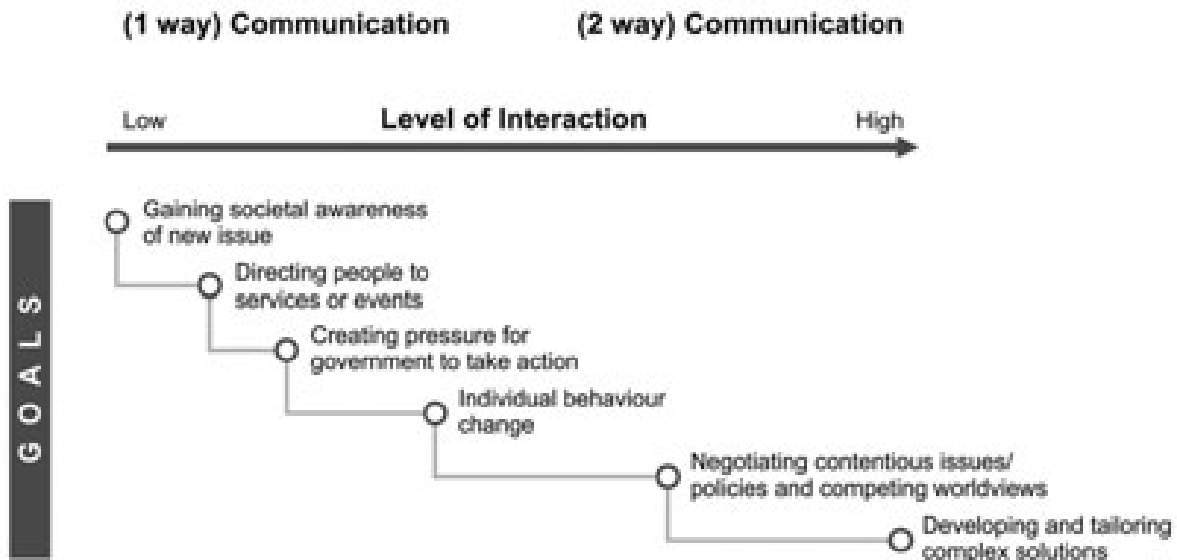 (1 way) Communication (2 way) Communication
Low Level of Interaction High
GOALS
Gaining societal awareness
of new issue
Directing people to
services or events
Creating pressure for
government to take action
Individual behaviour
change
Negotiating contentious issues/
policies and competing worldviews
Developing and tailoring
complex solutions